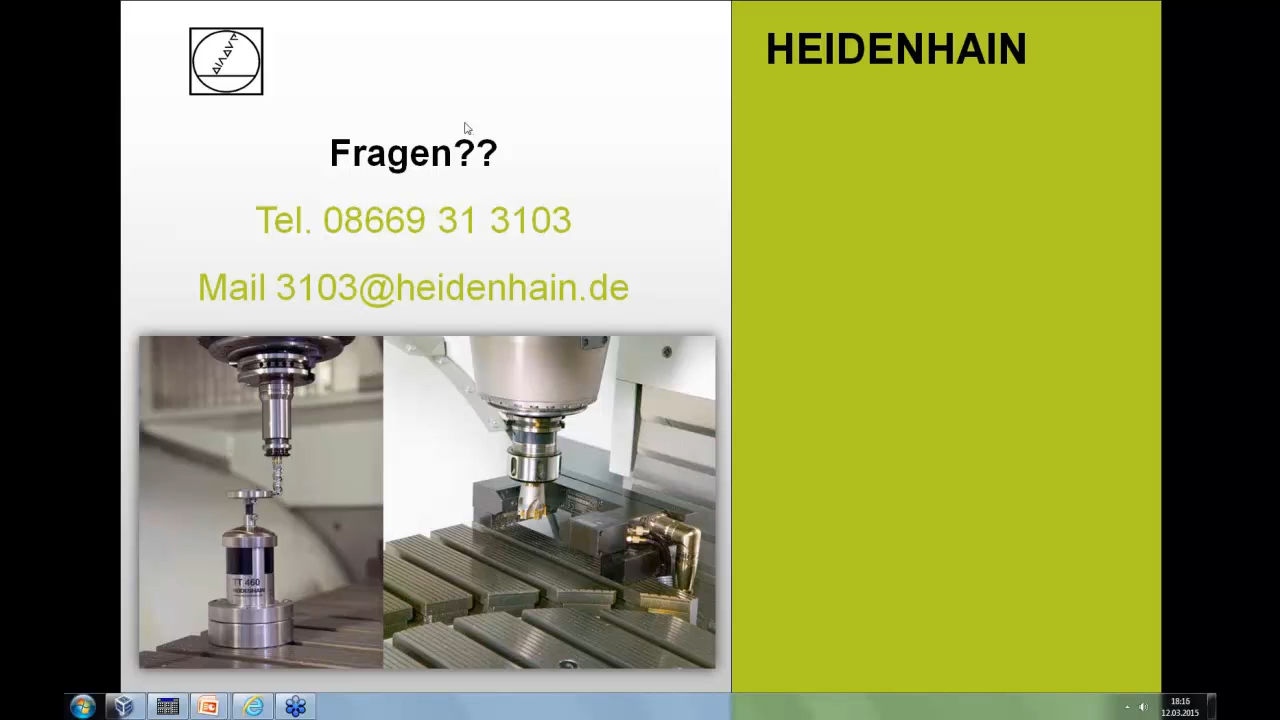 HEIDENHAIN
Fragen??
Tel. 08669 31 3103
Mail 3103@heidenhain.de
TT 460
HEIDENHAIN
18:16
12.03.2015